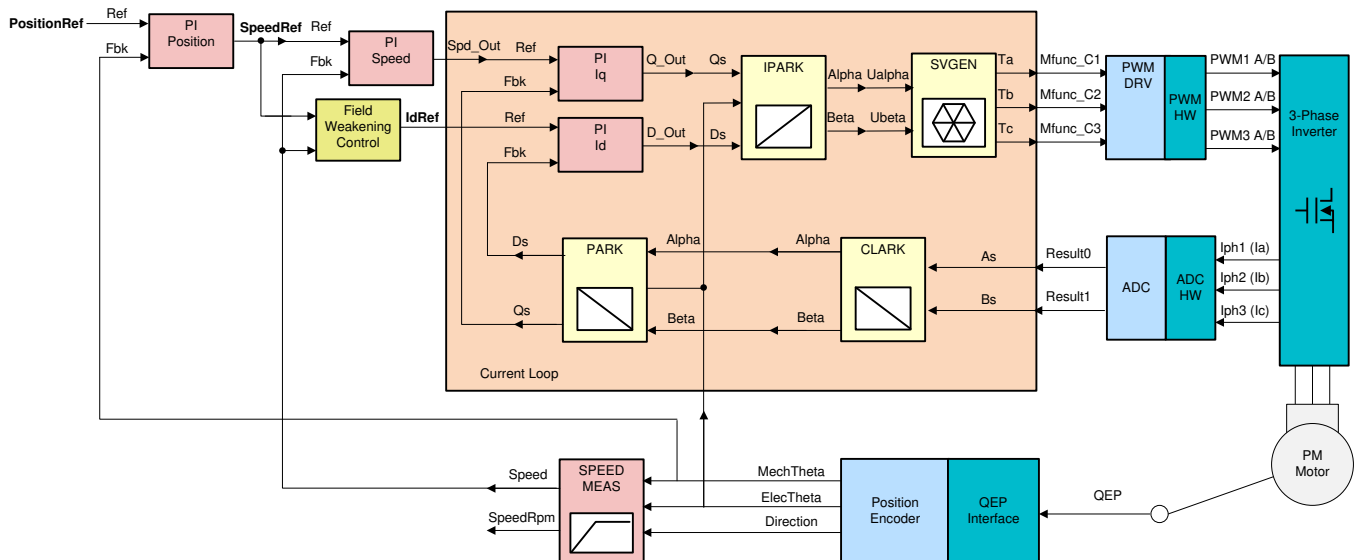 PositionRef
Ref
Fbk
PI
Position
SpeedRef
Ref
Fbk
PI
Speed
Spd_Out
Ref
Fbk
PI
Iq
Q_Out
Qs
IPARK
Alpha
Ualpha
Beta
Ubeta
SVGEN
Ta
Tb
Tc
Mfunc_C1
Mfunc_C2
Mfunc_C3
PWM
DRV
PWM
HW
PWM1 A/B
PWM2 A/B
PWM3 A/B
3-Phase
Inverter
Field
Weakening
Control
IdRef
Ref
Fbk
PI
Id
D_Out
Ds
Ds
Qs
PARK
Alpha
Alpha
Beta
Beta
CLARK
As
Bs
Result0
Result1
ADC
ADC
HW
Iph1 (Ia)
Iph2 (Ib)
Iph3 (Ic)
Current Loop
Speed
SpeedRpm
SPEED
MEAS
MechTheta
ElecTheta
Direction
Position
Encoder
QEP
Interface
QEP
PM
Motor